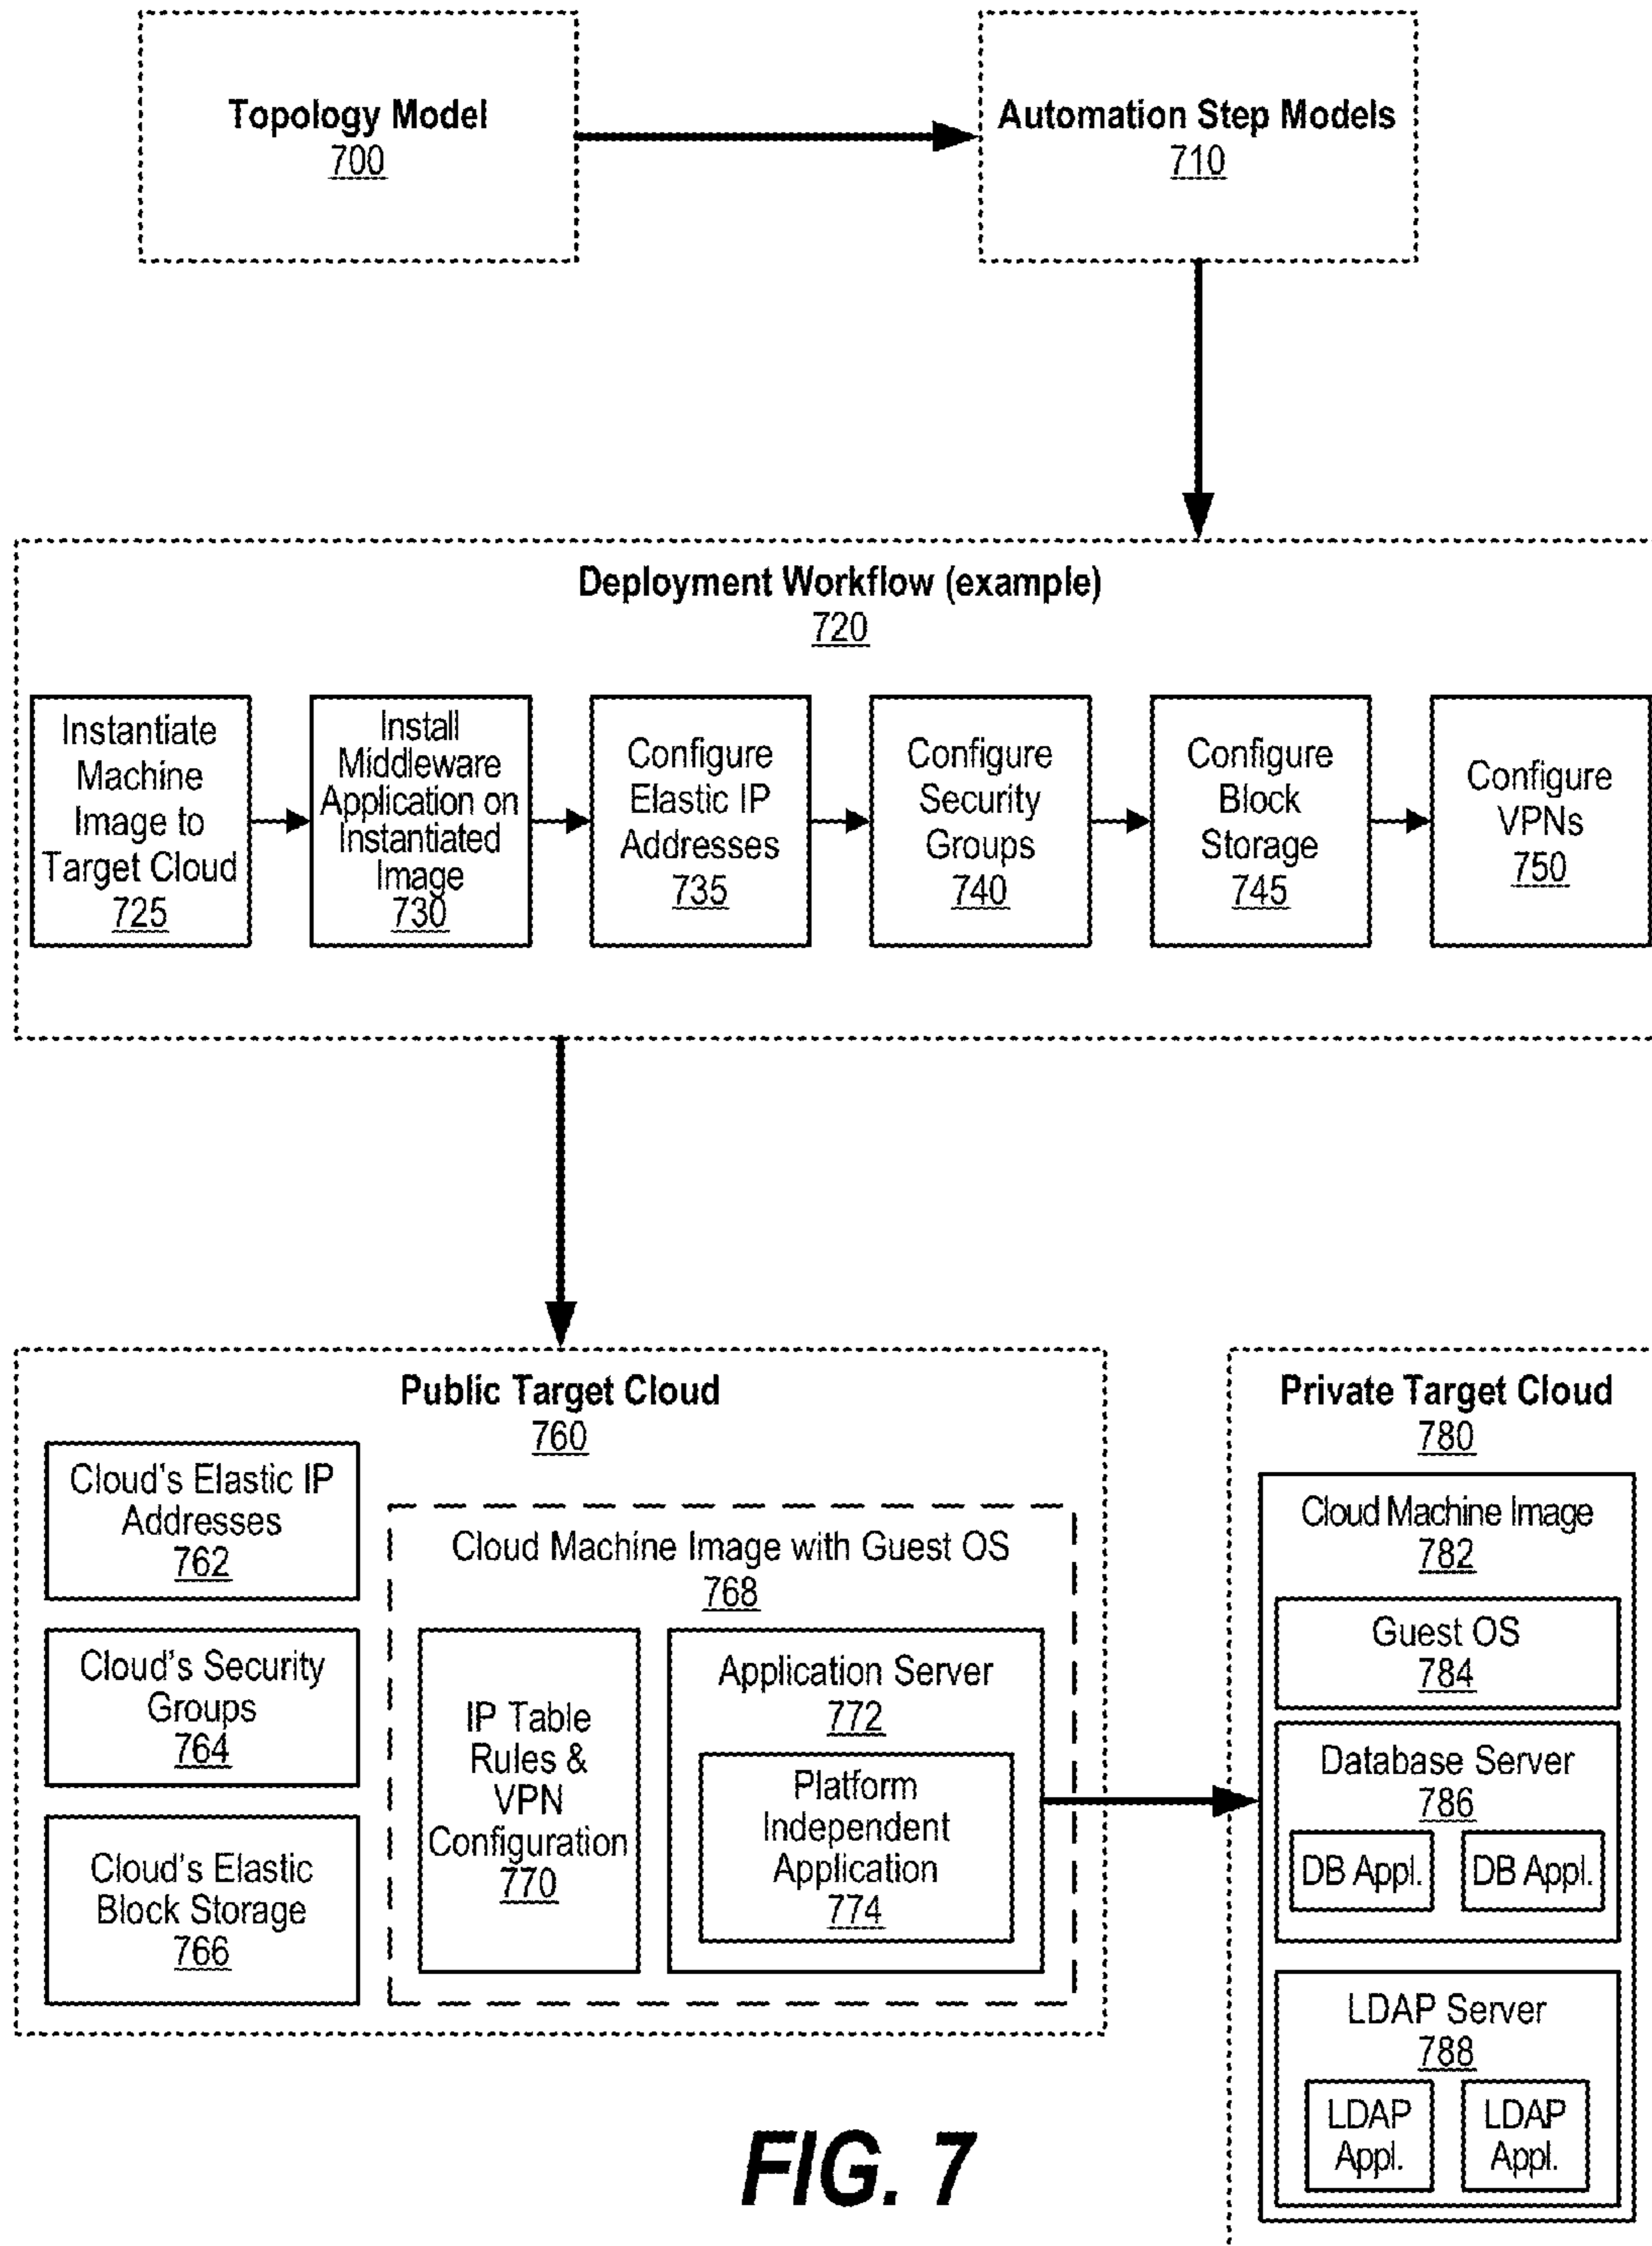 Topology Model
700
Automation Step Models
710
Deployment Workflow (example)
720
Instantiate
Machine
Image to
Target Cloud
725
Install
Middleware
Application on
Instantiated
Image
730
Configure
Elastic IP
Addresses
735
Configure
Security
Groups
740
Configure
Block
Storage
745
Configure
VPNs
750
Public Target Cloud
760
Cloud's Elastic IP
Addresses
762
Cloud's Security
Groups
764
Cloud's Elastic
Block Storage
766
Cloud Machine Image with Guest OS
768
IP Table
Rules &
VPN
Configuration
770
Application Server
772
Platform
Independent
Application
774
Private Target Cloud
780
Cloud Machine Image
782
Guest OS
784
Database Server
786
DB Appl.
DB Appl.
LDAP Server
788
LDAP
Appl.
LDAP
Appl.
FIG. 7